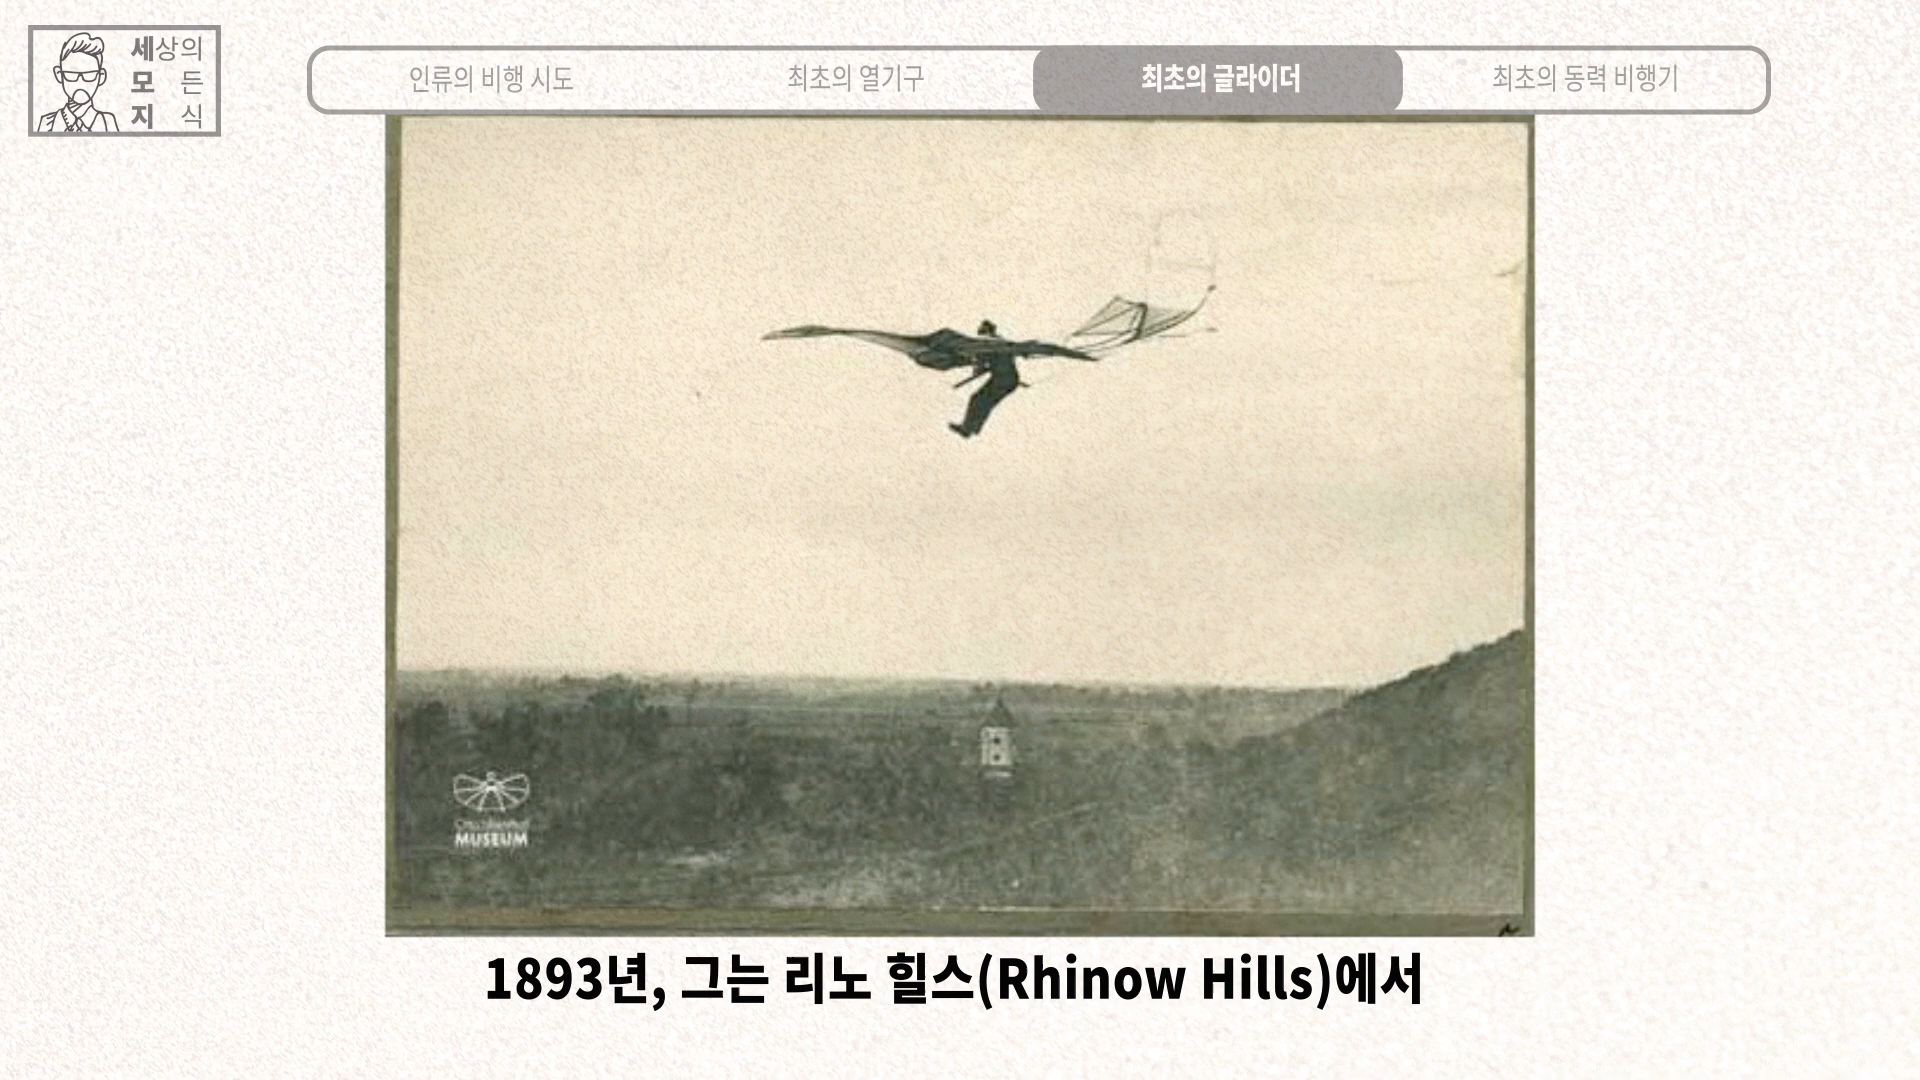 세상의
모든
지식
인류의 비행 시도
최초의 열기구
최초의 글라이더
최초의 동력 비행기
MUSEUM
1893년, 그는 리노 힐스(Rhinow Hills)에서